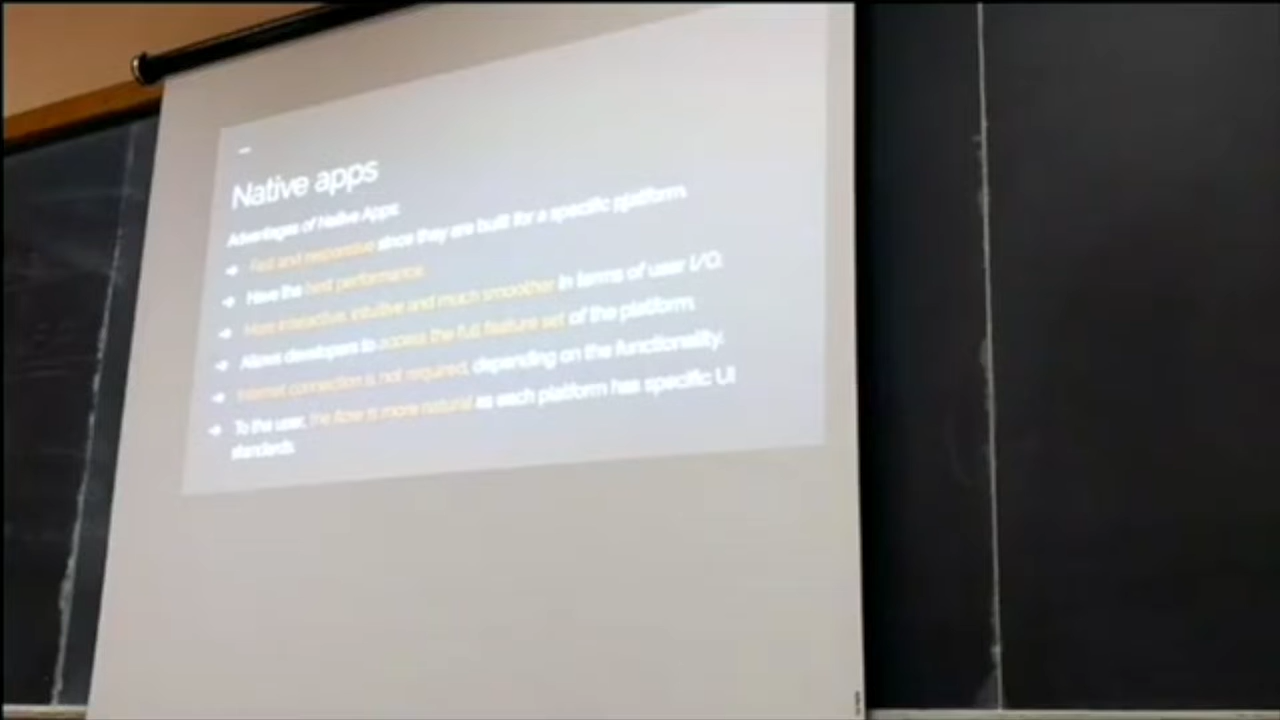 Native apps
Advantages of Native Apps:
➔ Fast and responsive since they are built for a specific platform.
➔ Have the best performance.
➔ More interactive, intuitive and much smoother in terms of user I/O.
➔ Allows developers to access the full feature set of the platform.
➔ Internet connection is not required, depending on the functionality.
➔ To the user, the flow is more natural as each platform has specific UI
standards.